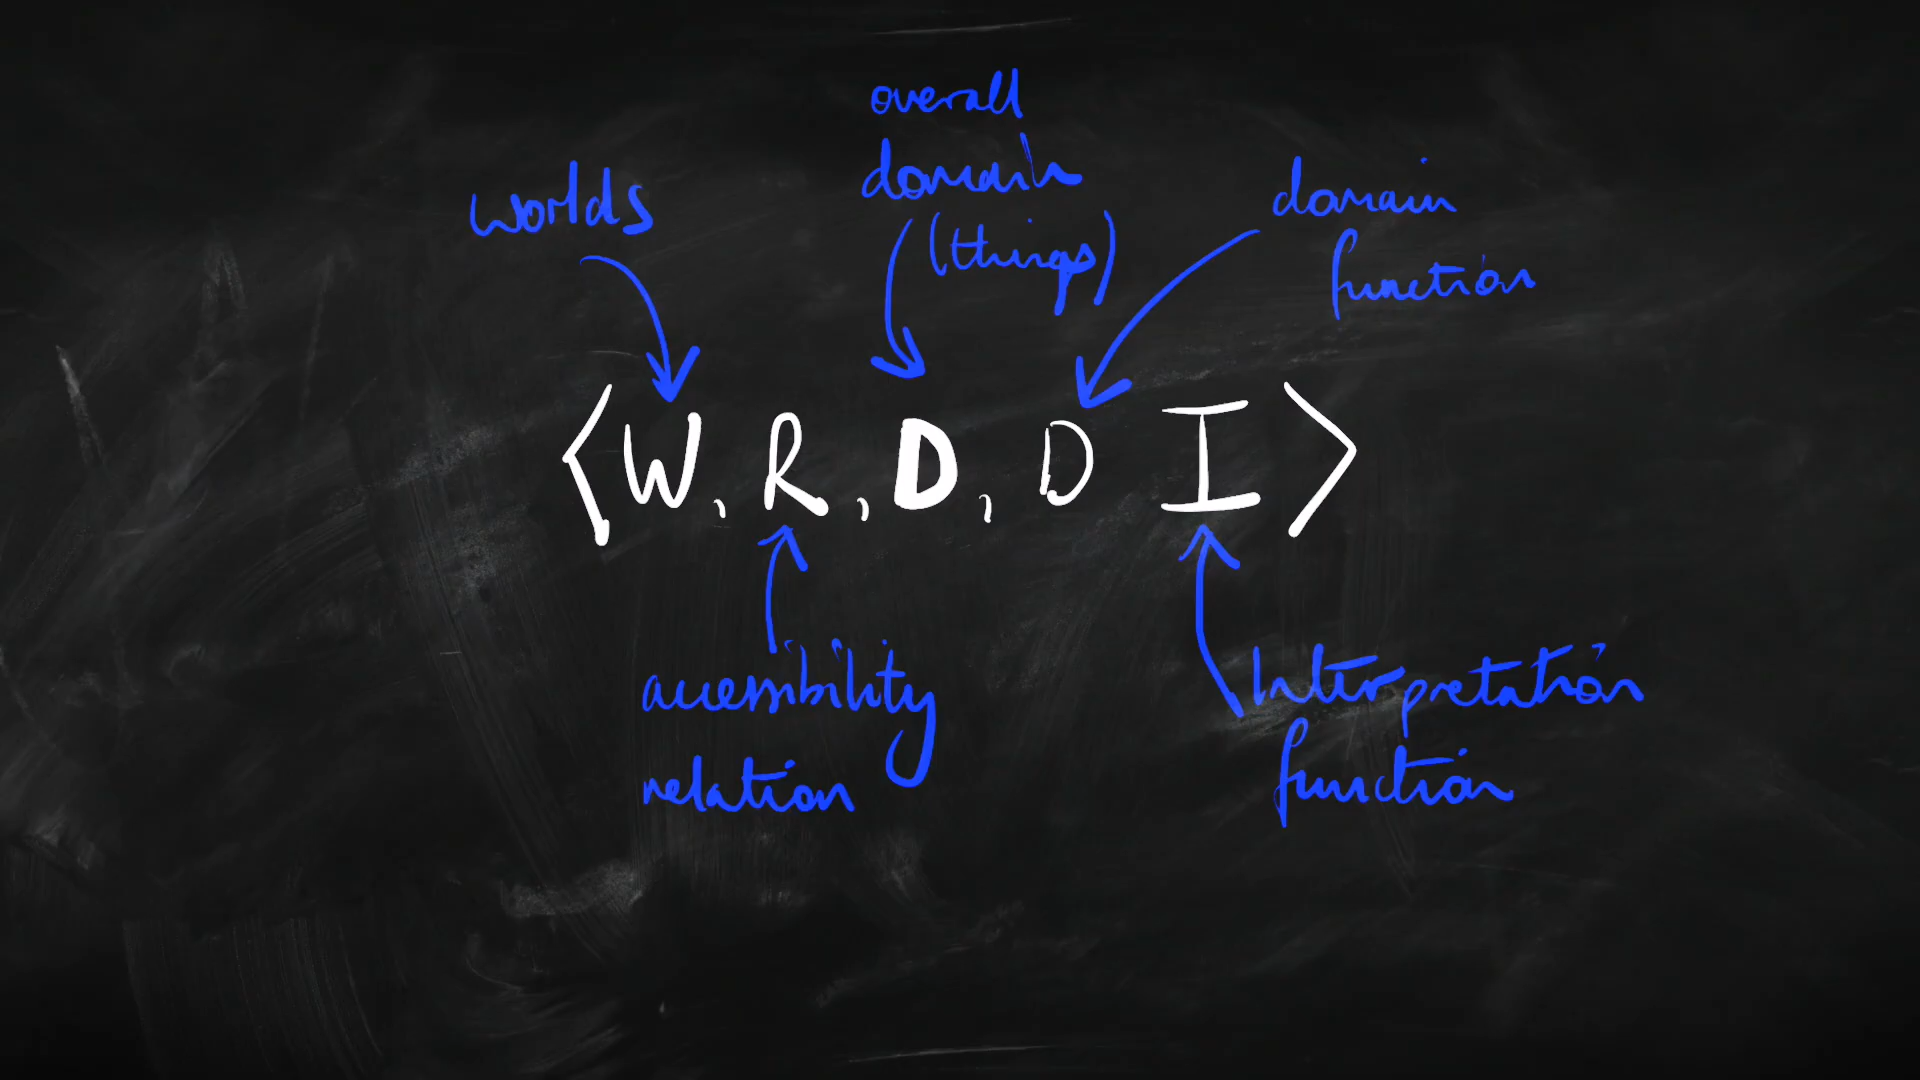 overall
domain
(things)
worlds
domain
function
⟨W, R, D, D I⟩
accessibility
relation
Interpretation
function